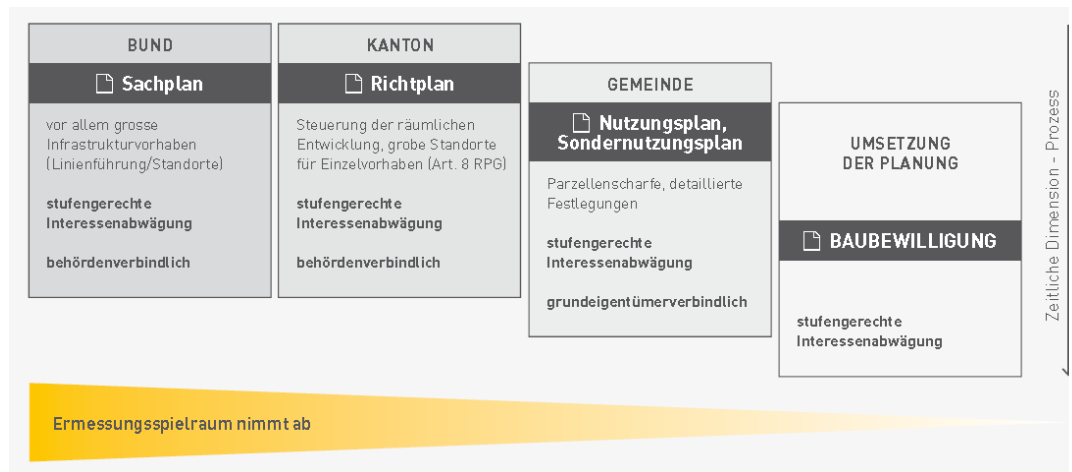 BUND
Sachplan
vor allem grosse
Infrastrukturvorhaben
(Linienführung/Standorte)
stufengerechte
Interessenabwägung
behördenverbindlich
KANTON
Richtplan
Steuerung der räumlichen
Entwicklung, grobe Standorte
für Einzelvorhaben (Art. 8 RPG)
stufengerechte
Interessenabwägung
behördenverbindlich
GEMEINDE
Nutzungsplan,
Sondernutzungsplan
Parzellenscharfe, detaillierte
Festlegungen
stufengerechte
Interessenabwägung
grundeigentümerverbindlich
UMSETZUNG
DER PLANUNG
BAUBEWILLIGUNG
stufengerechte
Interessenabwägung
Zeitliche Dimension - Prozess
Ermessungsspielraum nimmt ab